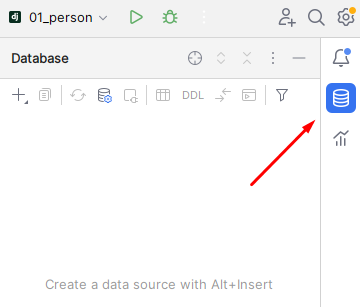 dj 01_person
Database
DDL
Create a data source with Alt+Insert